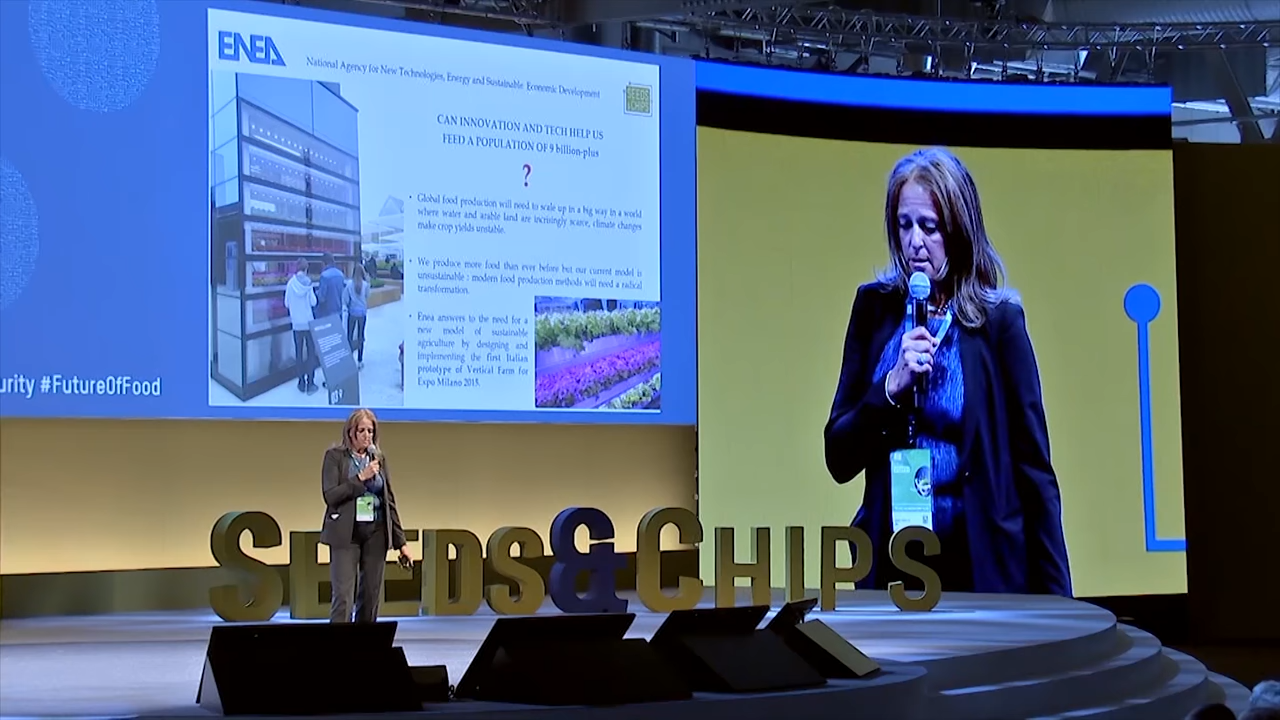 ENEA
National Agency for New Technologies, Energy and Sustainable Economic Development
SEEDS
&CHIPS
CAN INNOVATION AND TECH HELP US
FEED A POPULATION OF 9 billion-plus
?
• Global food production will need to scale up in a big way in a world
where water and arable land are incrisingly scarce, climate changes
make crop yields unstable.
• We produce more food than ever before but our current model is
unsustainable : modern food production methods will need a radical
transformation.
• Enea answers to the need for a
new model of sustainable
agriculture by designing and
implementing the first Italian
prototype of Vertical Farm for
Expo Milano 2015.
urity #FutureOfFood
SEEDS&CHIPS